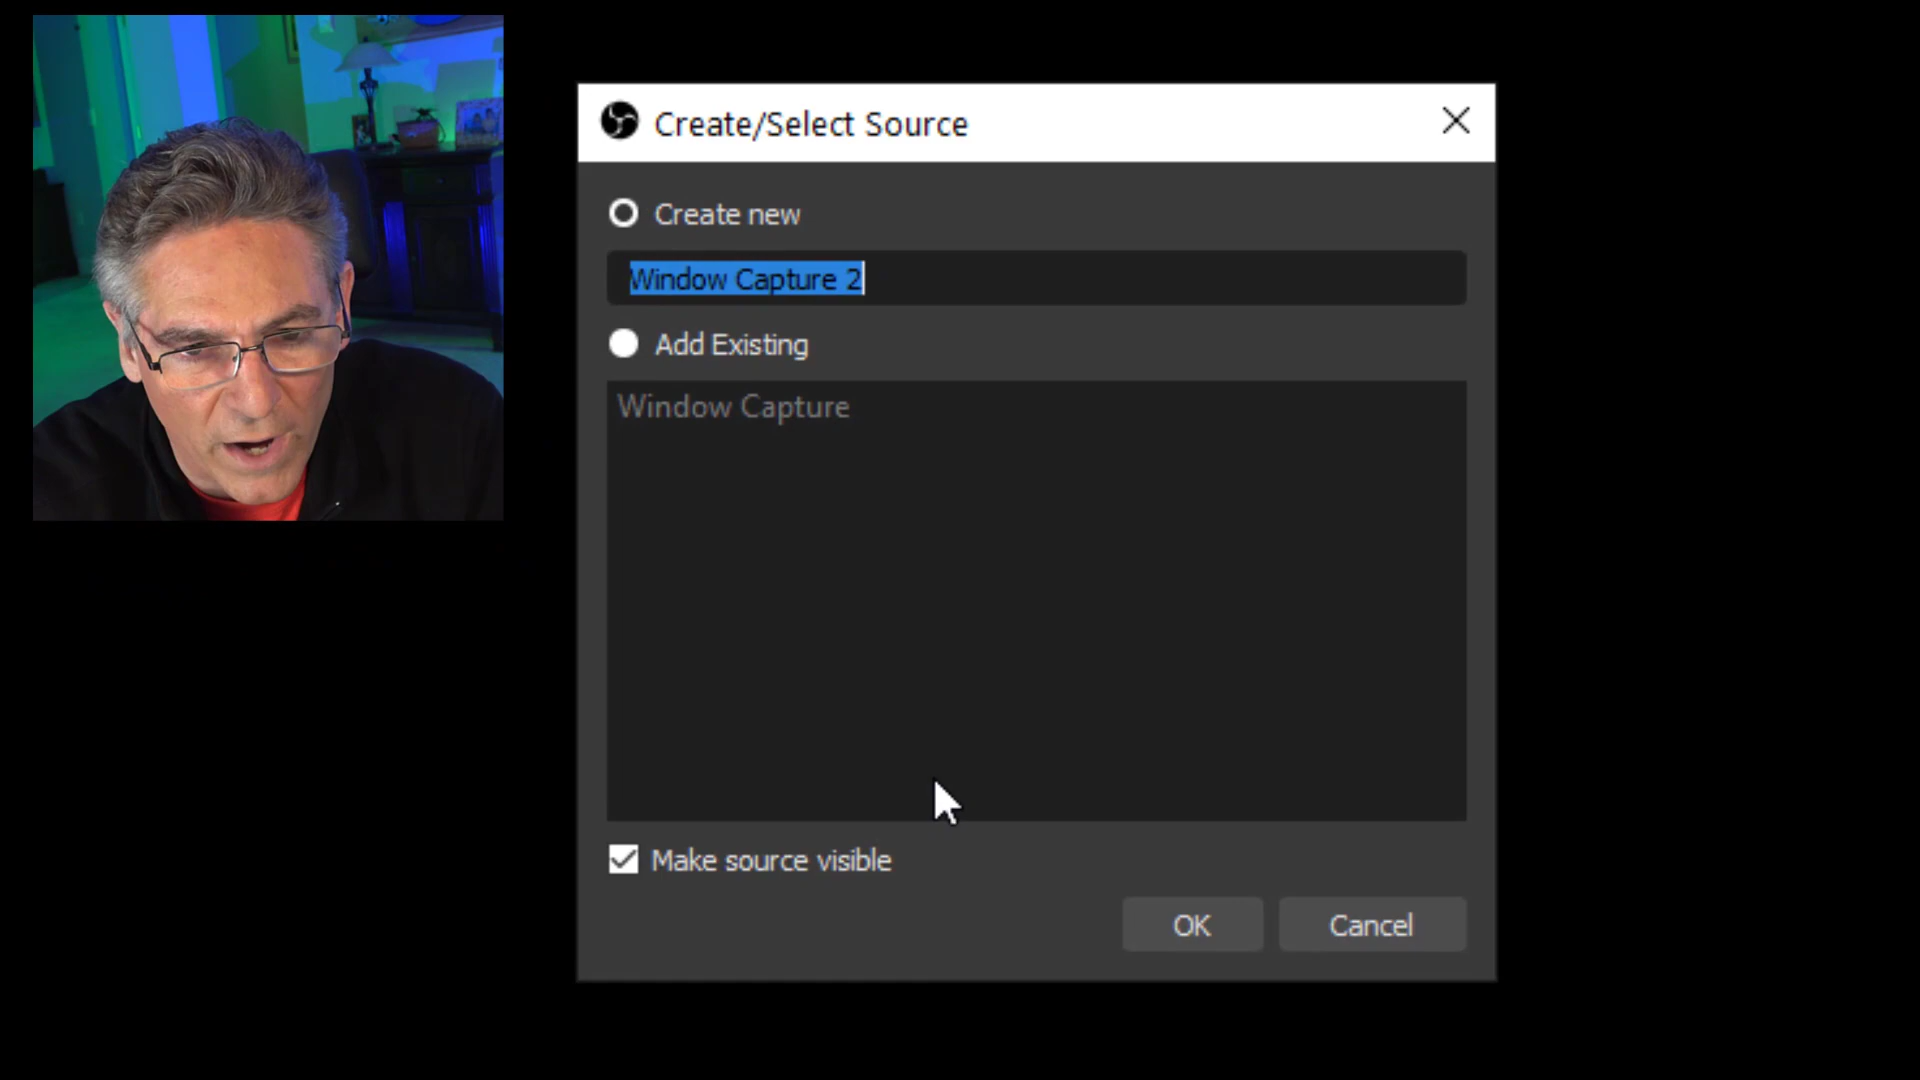 Create/Select Source
Create new
Window Capture 2
Add Existing
Window Capture
Make source visible
OK
Cancel